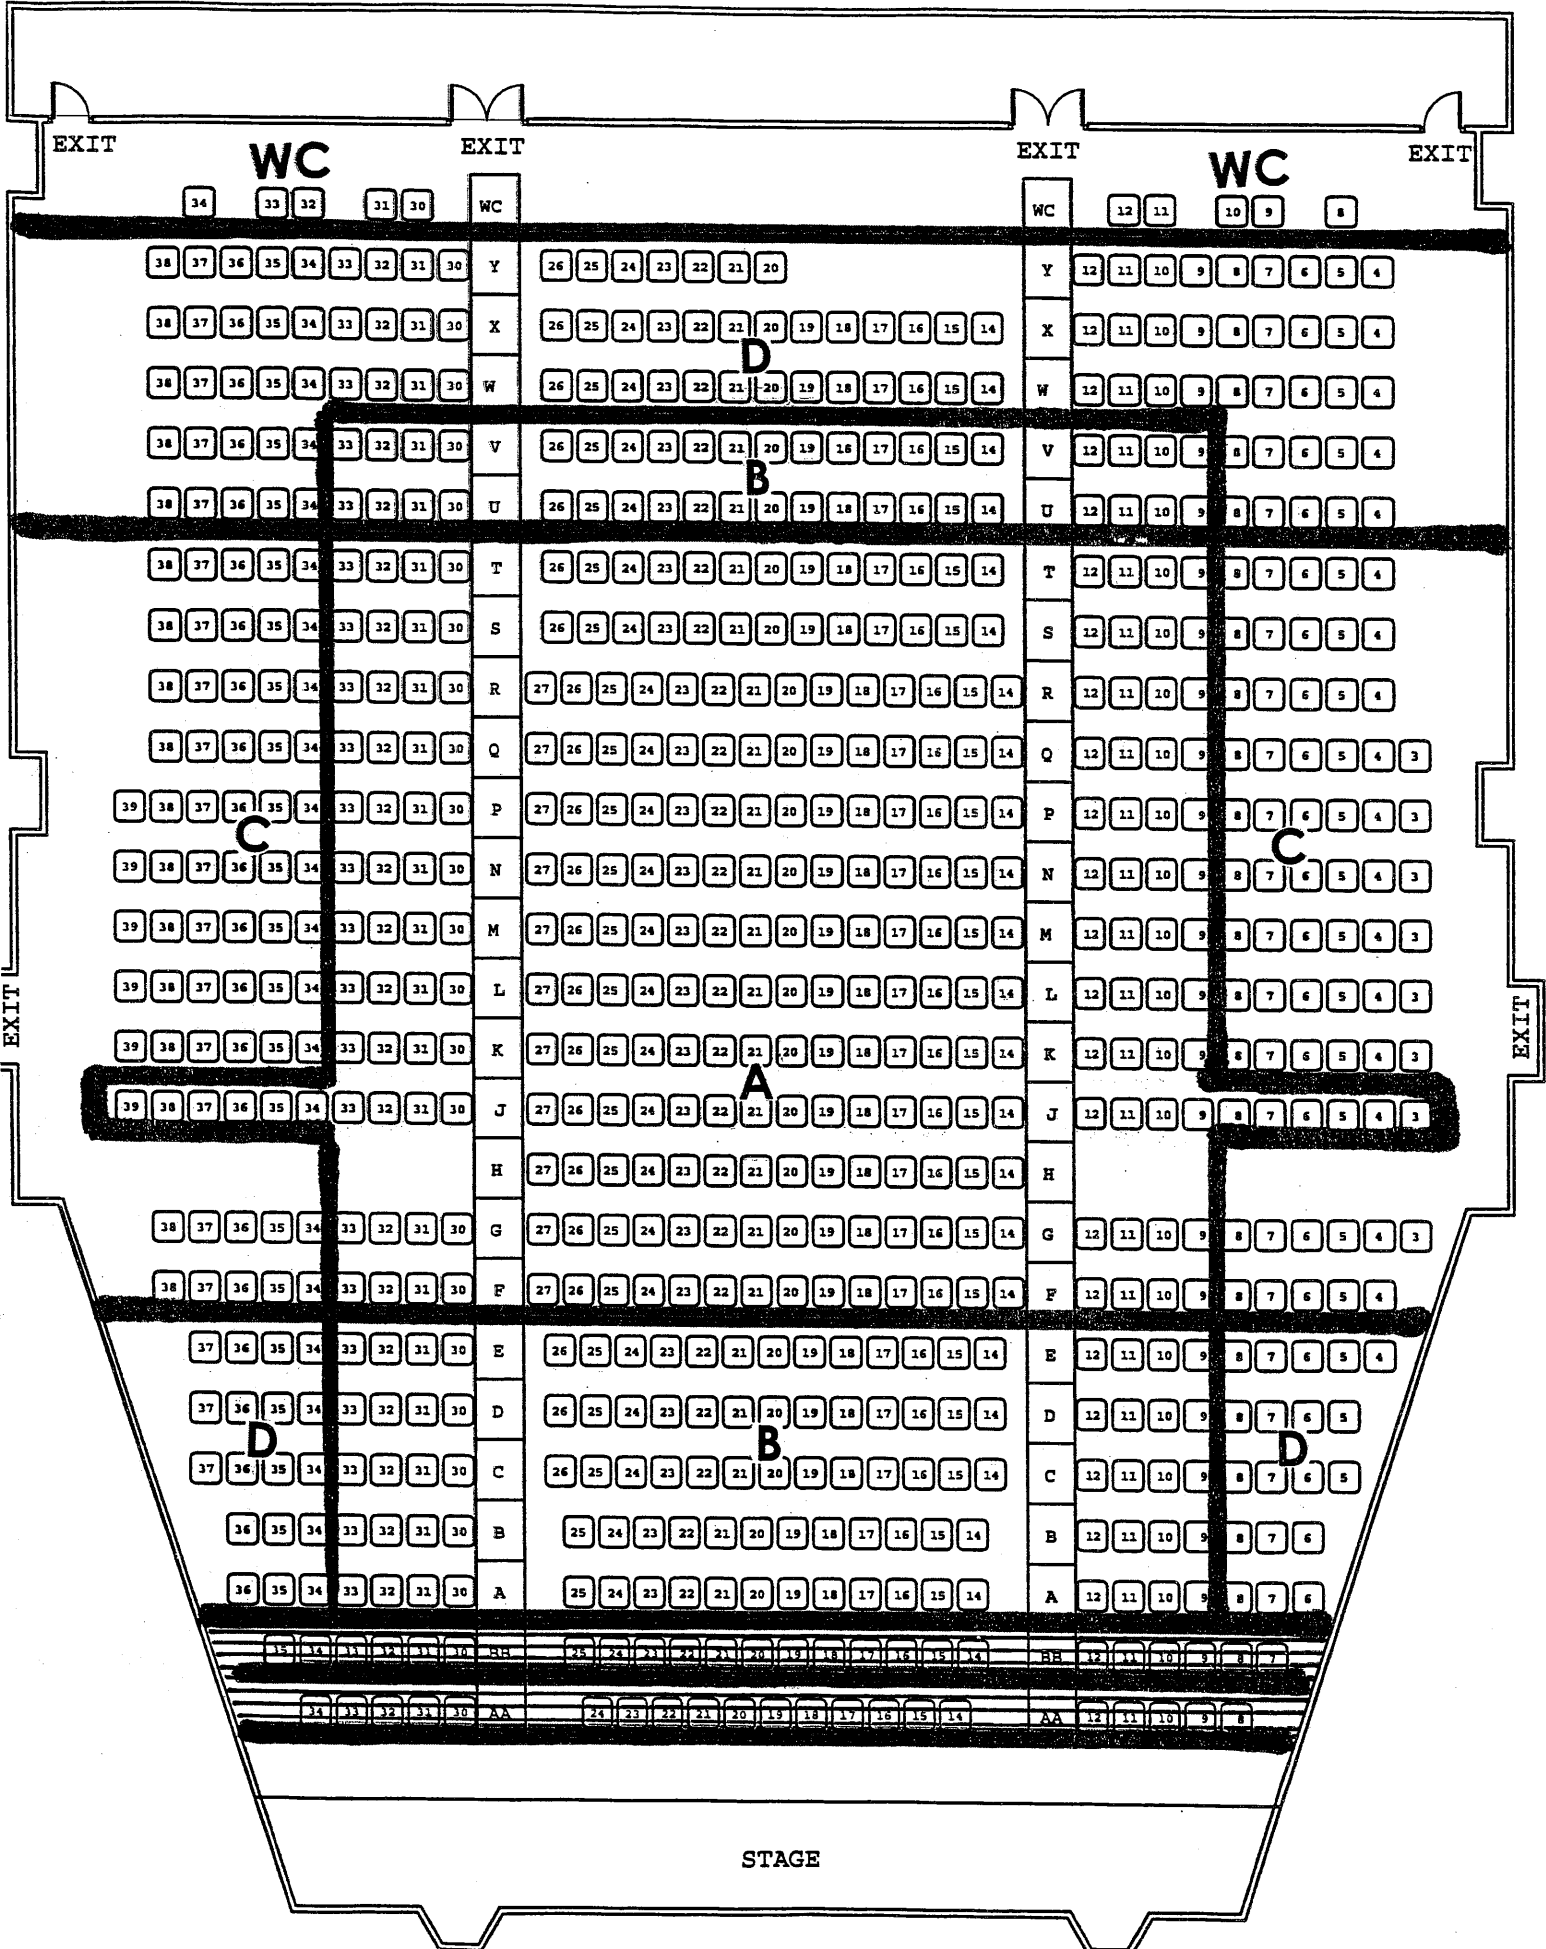 EXIT EXIT EXIT EXIT
WC WC
34 33 32 31 30 WC WC 12 11 10 9 8
38 37 36 35 34 33 32 31 30 Y 26 25 24 23 22 21 20 Y 12 11 10 9 8 7 6 5 4
38 37 36 35 34 33 32 31 30 X 26 25 24 23 22 21 20 19 18 17 16 15 14 X 12 11 10 9 8 7 6 5 4
D
38 37 36 35 34 33 32 31 30 W 26 25 24 23 22 21 20 19 18 17 16 15 14 W 12 11 10 9 8 7 6 5 4
38 37 36 35 34 33 32 31 30 V 26 25 24 23 22 21 20 19 18 17 16 15 14 V 12 11 10 9 8 7 6 5 4
B
38 37 36 35 34 33 32 31 30 U 26 25 24 23 22 21 20 19 18 17 16 15 14 U 12 11 10 9 8 7 6 5 4
38 37 36 35 34 33 32 31 30 T 26 25 24 23 22 21 20 19 18 17 16 15 14 T 12 11 10 9 8 7 6 5 4
38 37 36 35 34 33 32 31 30 S 26 25 24 23 22 21 20 19 18 17 16 15 14 S 12 11 10 9 8 7 6 5 4
38 37 36 35 34 33 32 31 30 R 27 26 25 24 23 22 21 20 19 18 17 16 15 14 R 12 11 10 9 8 7 6 5 4
38 37 36 35 34 33 32 31 30 Q 27 26 25 24 23 22 21 20 19 18 17 16 15 14 Q 12 11 10 9 8 7 6 5 4 3
39 38 37 36 35 34 33 32 31 30 P 27 26 25 24 23 22 21 20 19 18 17 16 15 14 P 12 11 10 9 8 7 6 5 4 3
C C
39 38 37 36 35 34 33 32 31 30 N 27 26 25 24 23 22 21 20 19 18 17 16 15 14 N 12 11 10 9 8 7 6 5 4 3
39 38 37 36 35 34 33 32 31 30 M 27 26 25 24 23 22 21 20 19 18 17 16 15 14 M 12 11 10 9 8 7 6 5 4 3
39 38 37 36 35 34 33 32 31 30 L 27 26 25 24 23 22 21 20 19 18 17 16 15 14 L 12 11 10 9 8 7 6 5 4 3
EXIT EXIT
39 38 37 36 35 34 33 32 31 30 K 27 26 25 24 23 22 21 20 19 18 17 16 15 14 K 12 11 10 9 8 7 6 5 4 3
A
39 38 37 36 35 34 33 32 31 30 J 27 26 25 24 23 22 21 20 19 18 17 16 15 14 J 12 11 10 9 8 7 6 5 4 3
H 27 26 25 24 23 22 21 20 19 18 17 16 15 14 H
38 37 36 35 34 33 32 31 30 G 27 26 25 24 23 22 21 20 19 18 17 16 15 14 G 12 11 10 9 8 7 6 5 4 3
38 37 36 35 34 33 32 31 30 F 27 26 25 24 23 22 21 20 19 18 17 16 15 14 F 12 11 10 9 8 7 6 5 4
37 36 35 34 33 32 31 30 E 26 25 24 23 22 21 20 19 18 17 16 15 14 E 12 11 10 9 8 7 6 5 4
37 36 35 34 33 32 31 30 D 26 25 24 23 22 21 20 19 18 17 16 15 14 D 12 11 10 9 8 7 6 5
D B D
37 36 35 34 33 32 31 30 C 26 25 24 23 22 21 20 19 18 17 16 15 14 C 12 11 10 9 8 7 6 5
36 35 34 33 32 31 30 B 25 24 23 22 21 20 19 18 17 16 15 14 B 12 11 10 9 8 7 6
36 35 34 33 32 31 30 A 25 24 23 22 21 20 19 18 17 16 15 14 A 12 11 10 9 8 7 6
31 30 BB 25 24 23 22 21 20 19 18 17 16 15 14 BB 12 11 10 9 8 7
34 33 32 31 30 AA 24 23 22 21 20 19 18 17 16 15 14 AA 12 11 10 9 8
STAGE